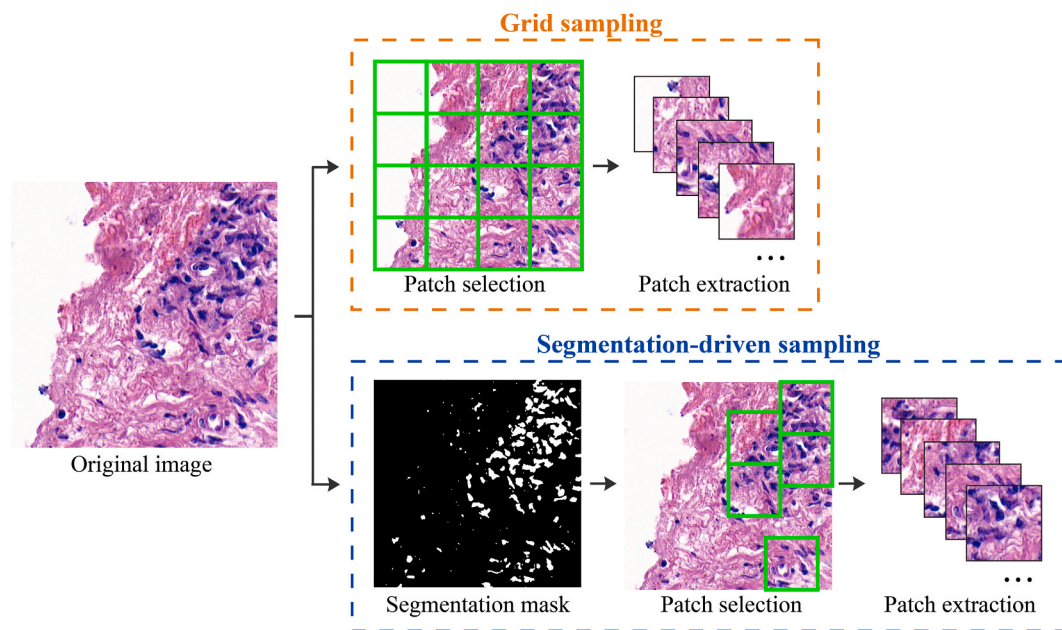 Grid sampling
Patch selection
Patch extraction
...
Original image
Segmentation-driven sampling
Segmentation mask
Patch selection
Patch extraction
...